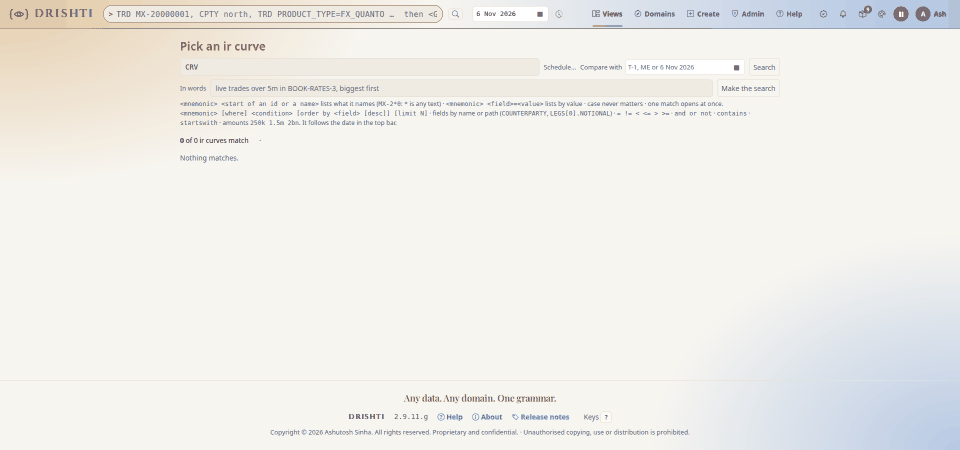 {👁} DRISHTI > TRD MX-20000001, CPTY north, TRD PRODUCT_TYPE=FX_QUANTO … then <G 6 Nov 2026 Views Domains Create Admin Help A Ash
Pick an ir curve
CRV Schedule... Compare with T-1, ME or 6 Nov 2026 Search
In words live trades over 5m in BOOK-RATES-3, biggest first Make the search
<mnemonic> <start of an id or a name> lists what it names (MX-2*0: * is any text) · <mnemonic> <field>=<value> lists by value · case never matters · one match opens at once.
<mnemonic> [where] <condition> [order by <field> [desc]] [limit N] · fields by name or path (COUNTERPARTY, LEGS[0].NOTIONAL) · = != < <= > >= · and or not · contains ·
startswith · amounts 250k 1.5m 2bn. It follows the date in the top bar.
0 of 0 ir curves match -
Nothing matches.
Any data. Any domain. One grammar.
DRISHTI 2.9.11.g Help About Release notes Keys ?
Copyright © 2026 Ashutosh Sinha. All rights reserved. Proprietary and confidential. · Unauthorised copying, use or distribution is prohibited.